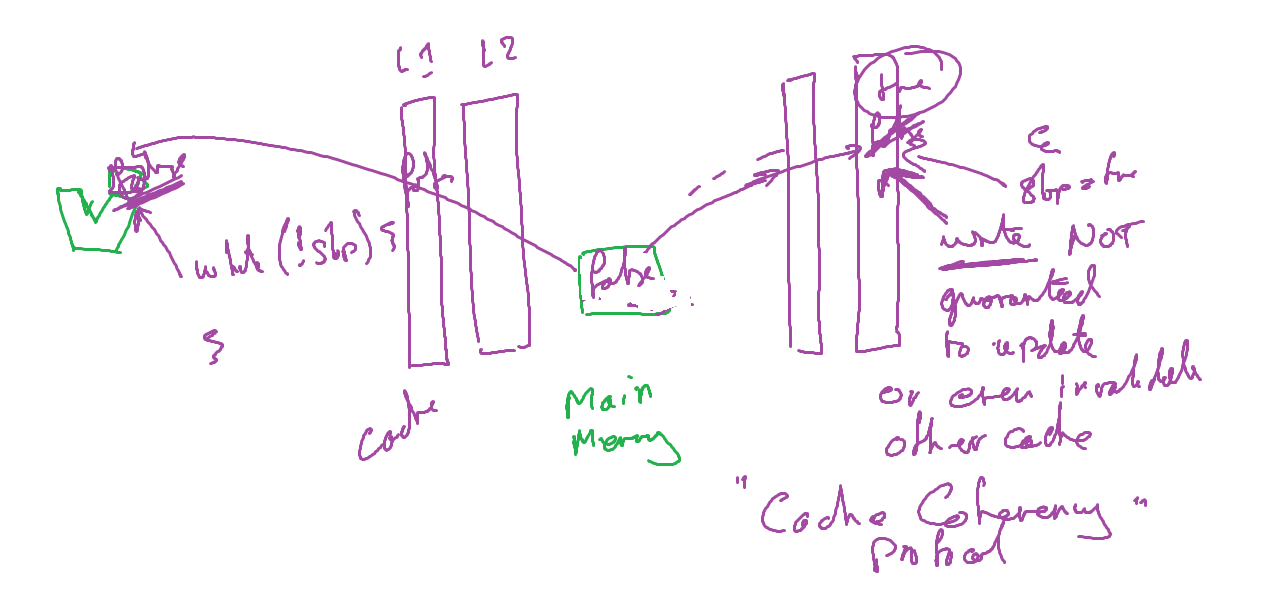 L1 L2
true
false
while (!stop) {
}
false
false
stop = true
write NOT
guaranteed
to update
or even invalidate
other cache
cache
Main
Memory
"Cache Coherency"
protocol